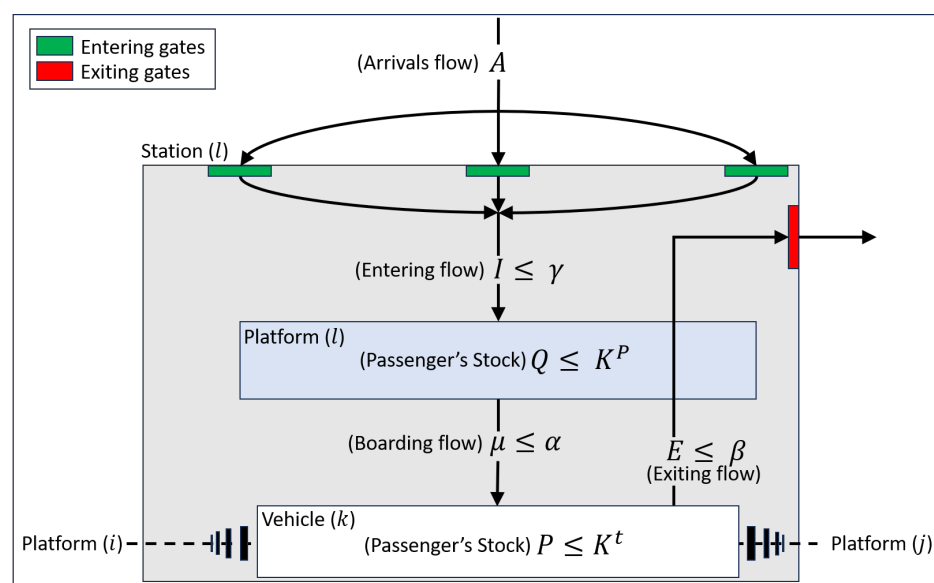 Entering gates
Exiting gates
(Arrivals flow) A
Station (l)
(Entering flow) I ≤ γ
Platform (l)
(Passenger's Stock) Q ≤ K^P
(Boarding flow) μ ≤ α
E ≤ β
(Exiting flow)
Vehicle (k)
(Passenger's Stock) P ≤ K^t
Platform (i)
Platform (j)